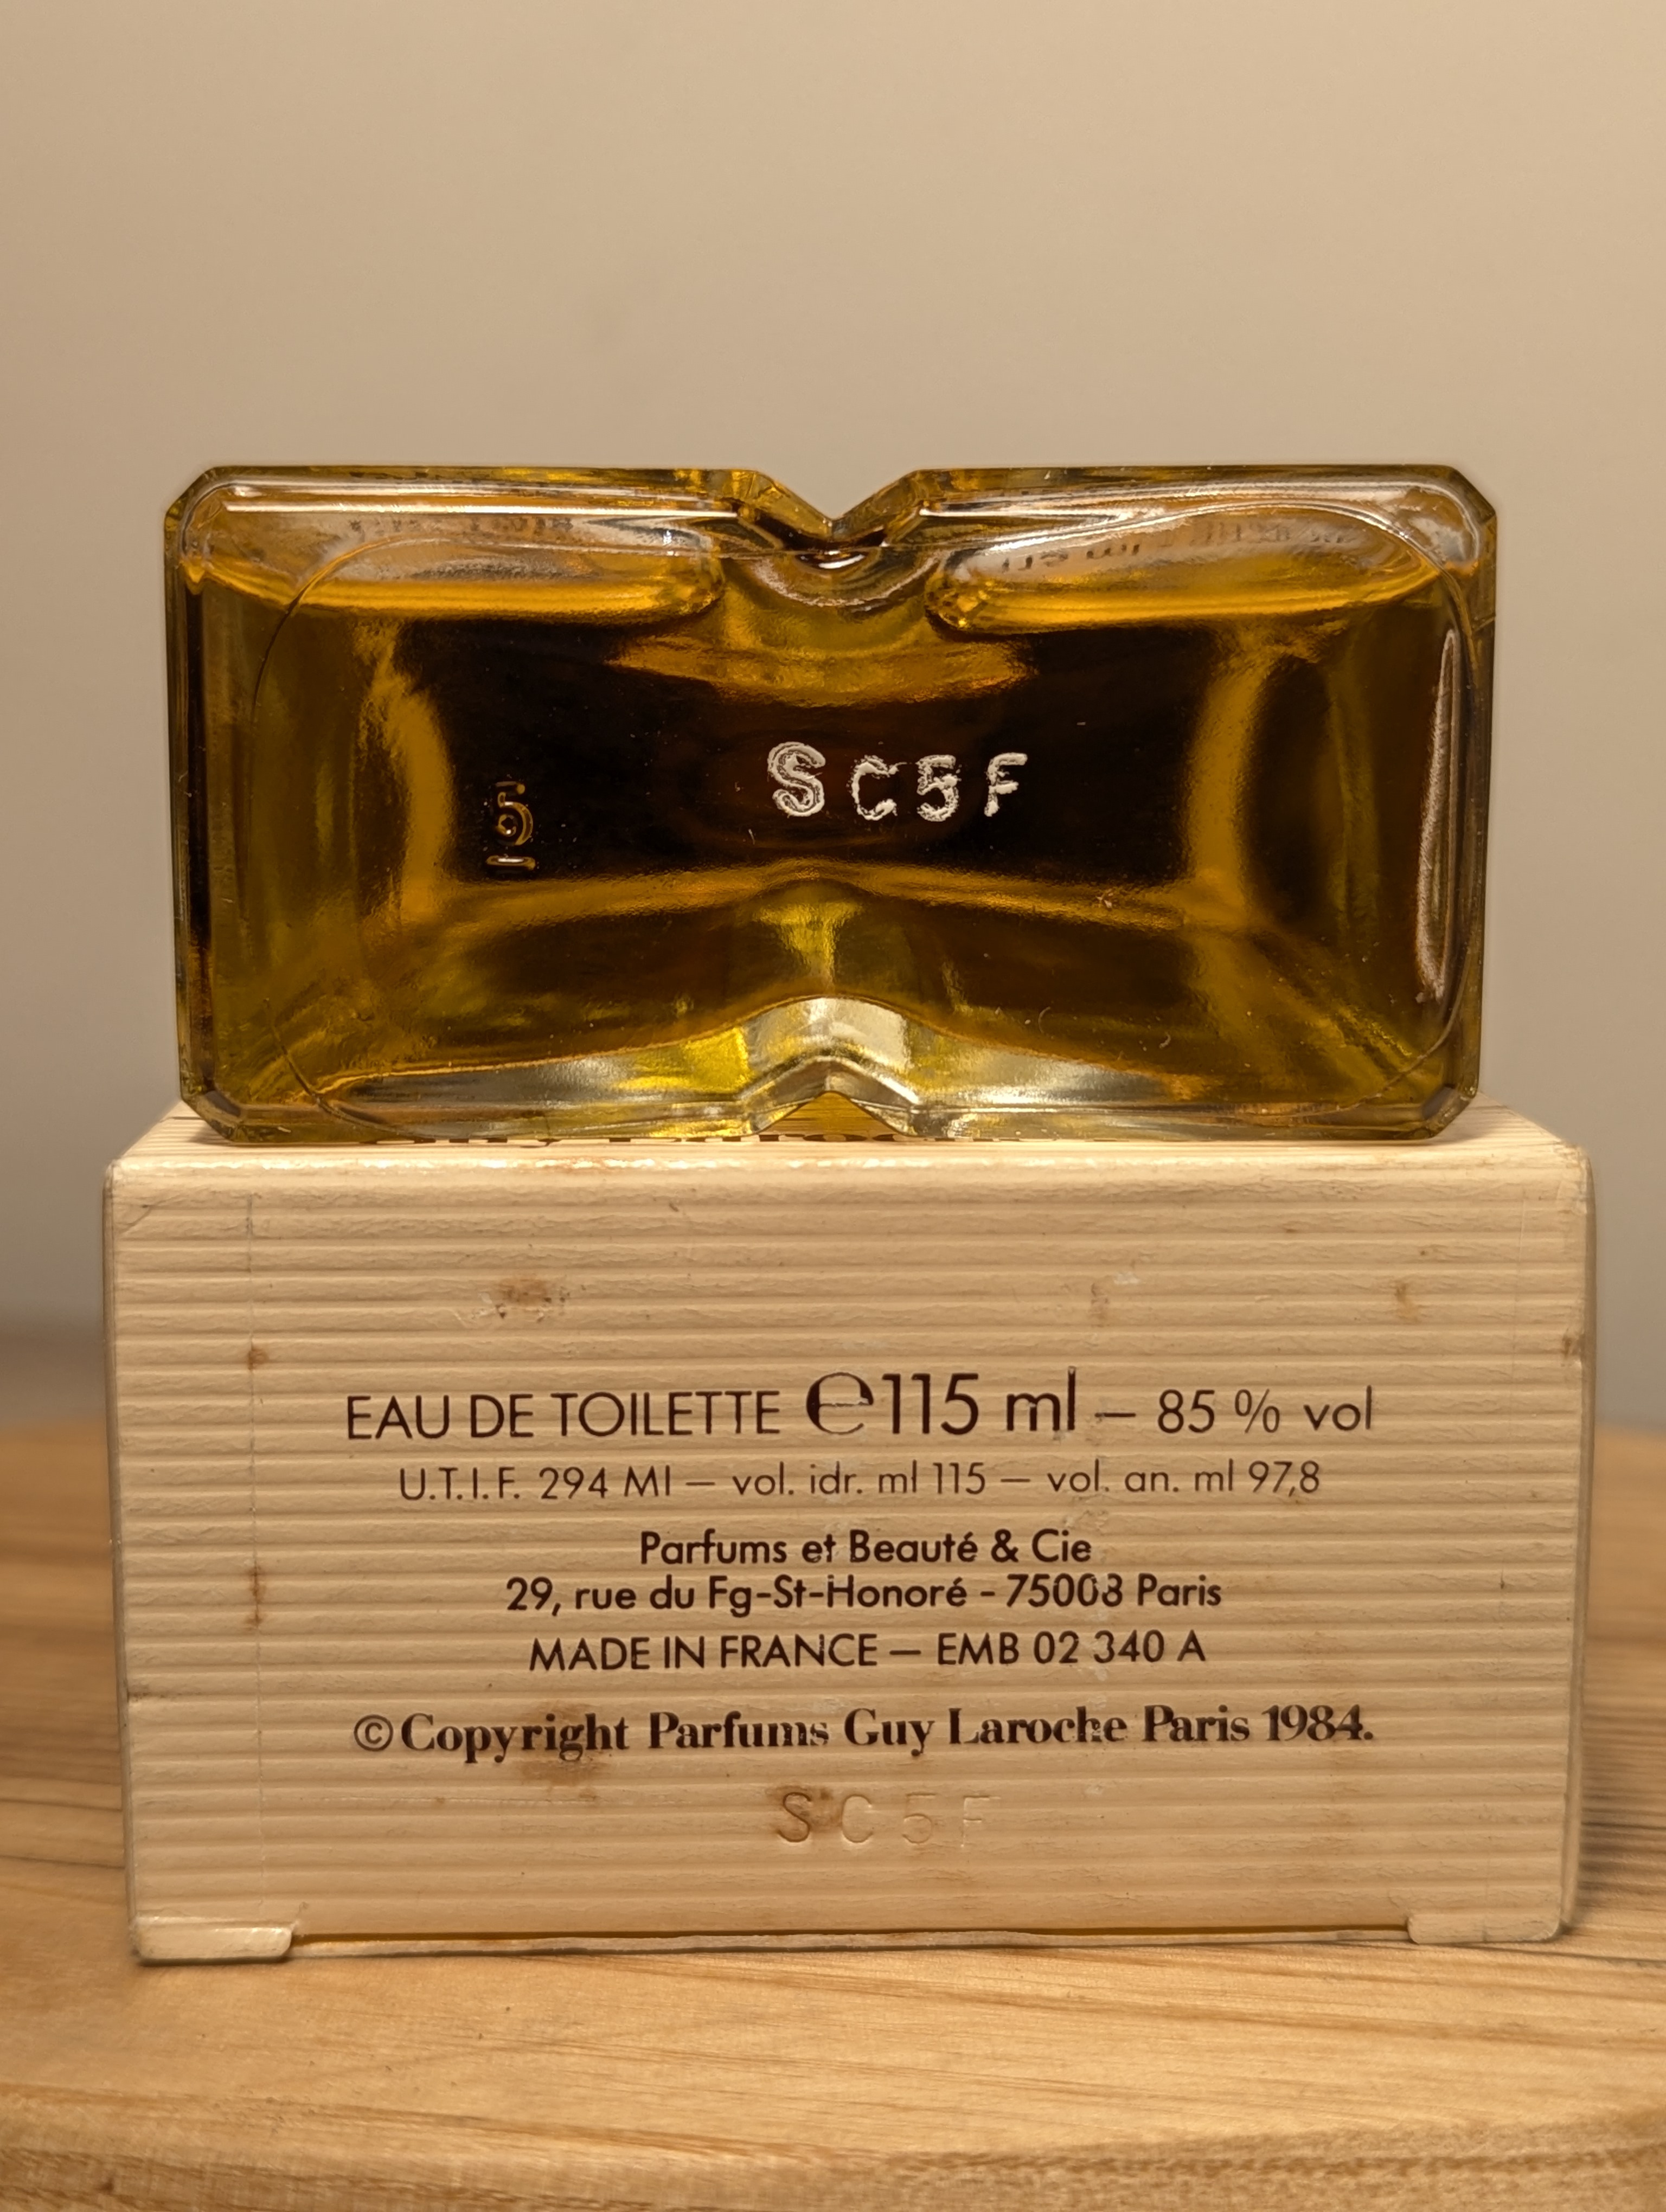 SC5F
5
EAU DE TOILETTE ℮115 ml – 85 % vol
U.T.I.F. 294 MI – vol. idr. ml 115 – vol. an. ml 97,8
Parfums et Beauté & Cie
29, rue du Fg-St-Honoré - 75008 Paris
MADE IN FRANCE – EMB 02 340 A
©Copyright Parfums Guy Laroche Paris 1984.
SC5F